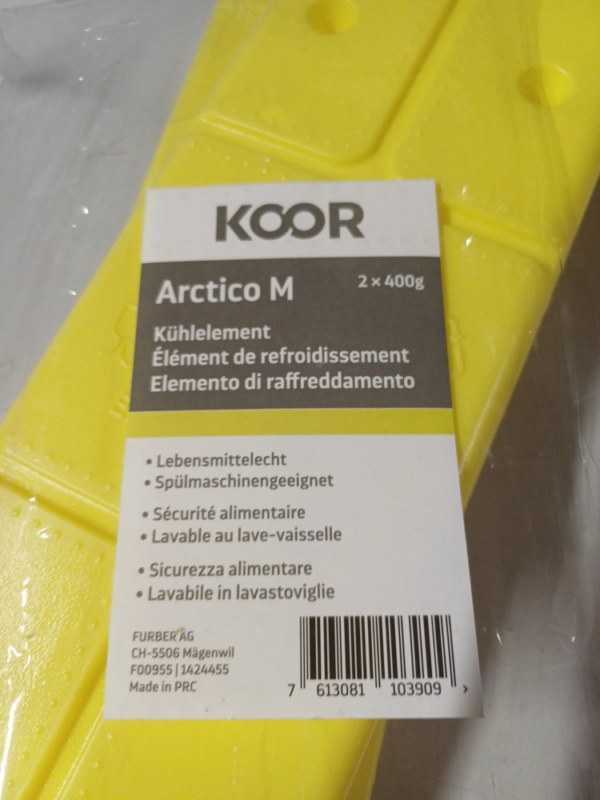 KOOR
Arctico M 2 x 400g
Kühlelement
Élément de refroidissement
Elemento di raffreddamento
• Lebensmittelecht
• Spülmaschinengeeignet
• Sécurité alimentaire
• Lavable au lave-vaisselle
• Sicurezza alimentare
• Lavabile in lavastoviglie
FURBER AG
CH-5506 Mägenwil
F00955 | 1424455
Made in PRC
7 613081 103909 >